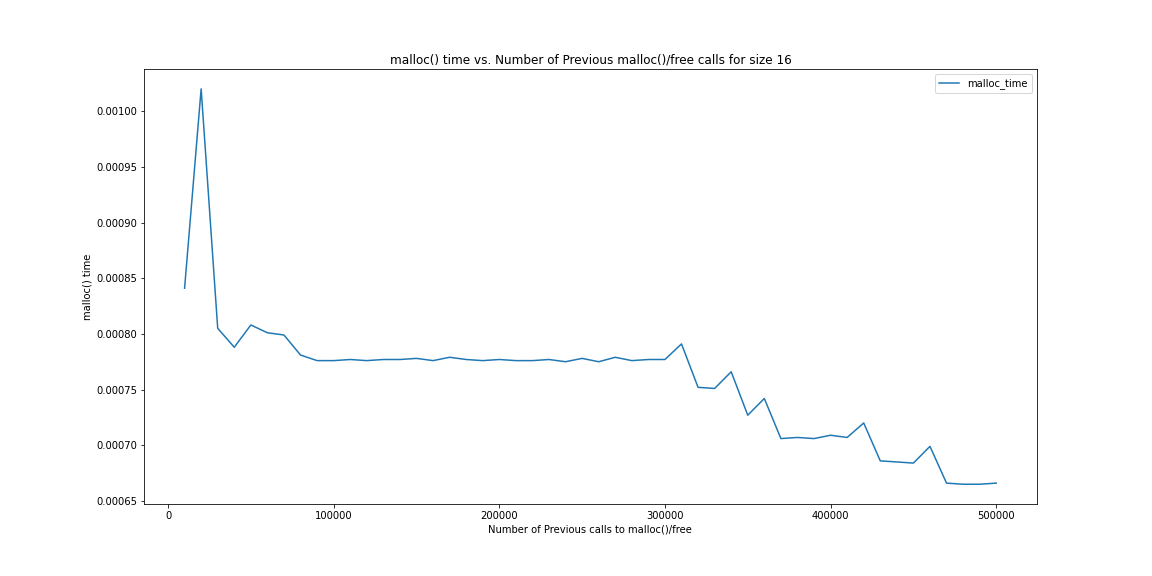 malloc() time vs. Number of Previous malloc()/free calls for size 16
malloc_time
0.00100
0.00095
0.00090
0.00085
0.00080
0.00075
0.00070
0.00065
malloc() time
0 100000 200000 300000 400000 500000
Number of Previous calls to malloc()/free